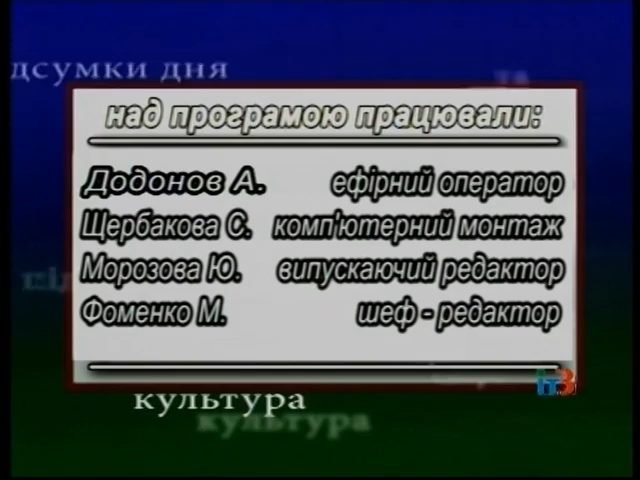 дсумки дня
над програмою працювали:
Додонов А. ефірний оператор
Щербакова С. комп'ютерний монтаж
Морозова Ю. випускаючий редактор
Фоменко М. шеф - редактор
культура
культура